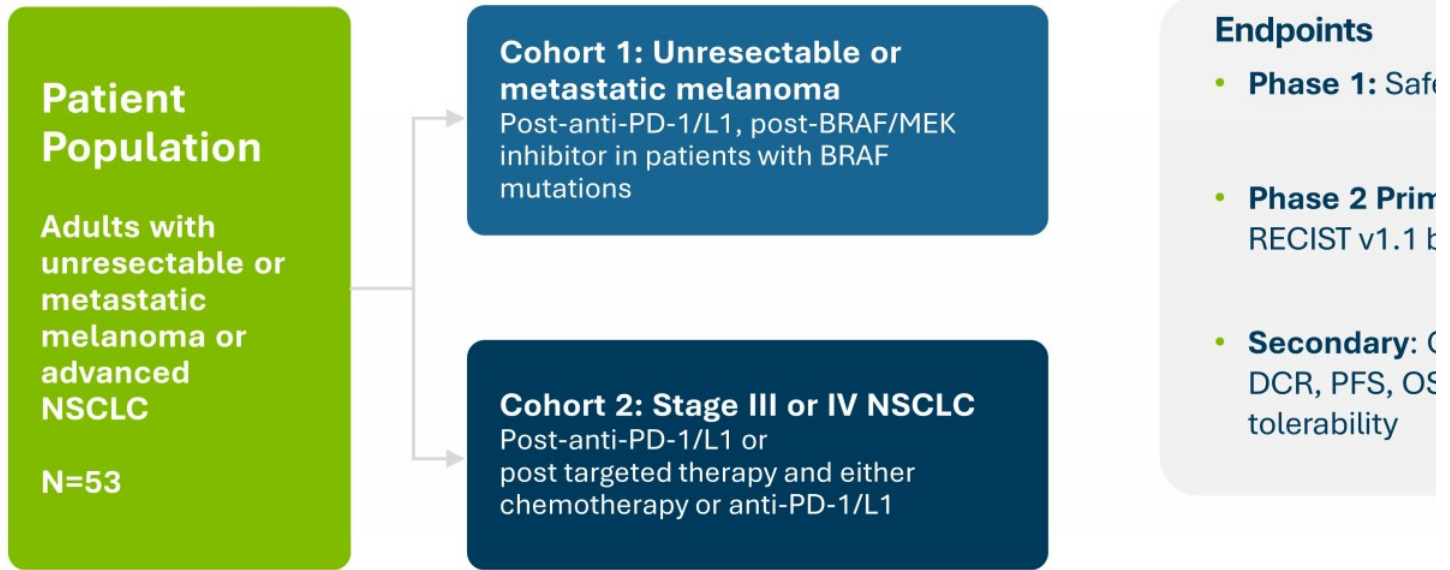 Patient
Population
Adults with
unresectable or
metastatic
melanoma or
advanced
NSCLC
N=53
Cohort 1: Unresectable or
metastatic melanoma
Post-anti-PD-1/L1, post-BRAF/MEK
inhibitor in patients with BRAF
mutations
Cohort 2: Stage III or IV NSCLC
Post-anti-PD-1/L1 or
post targeted therapy and either
chemotherapy or anti-PD-1/L1
Endpoints
• Phase 1:
• Phase 2
RECIST v1.1
• Secondary:
DCR, PFS,
tolerability